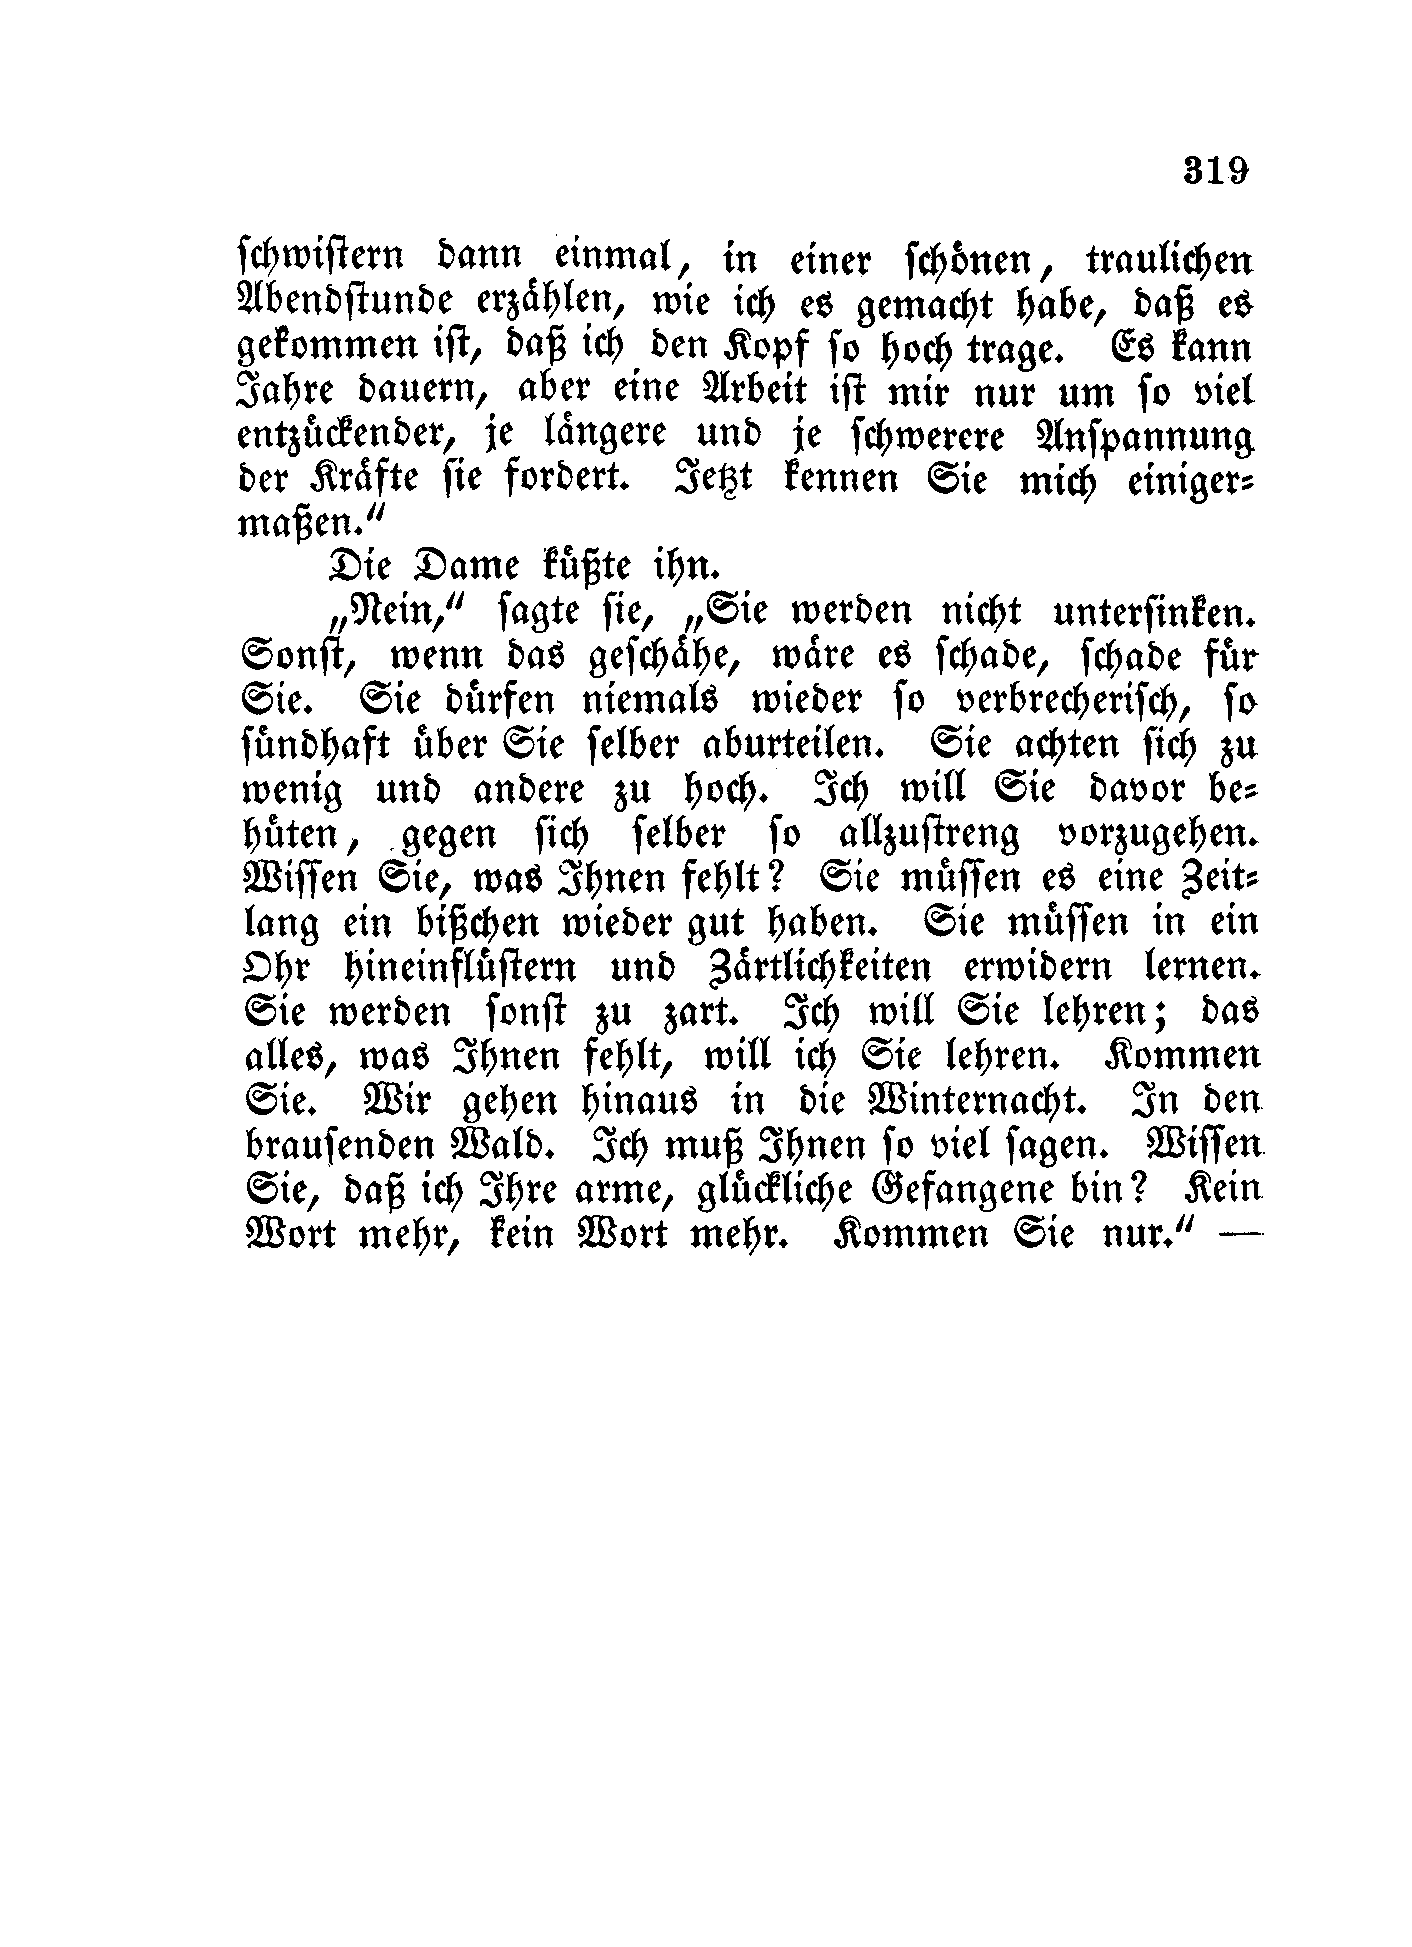 319
schwistern dann einmal, in einer schönen, traulichen
Abendstunde erzählen, wie ich es gemacht habe, daß es
gekommen ist, daß ich den Kopf so hoch trage. Es kann
Jahre dauern, aber eine Arbeit ist mir nur um so viel
entzückender, je längere und je schwerere Anspannung
der Kräfte sie fordert. Jetzt kennen Sie mich einiger-
maßen.“
Die Dame küßte ihn.
„Nein,“ sagte sie, „Sie werden nicht untersinken.
Sonst, wenn das geschähe, wäre es schade, schade für
Sie. Sie dürfen niemals wieder so verbrecherisch, so
sündhaft über Sie selber aburteilen. Sie achten sich zu
wenig und andere zu hoch. Ich will Sie davor be-
hüten, gegen sich selber so allzustreng vorzugehen.
Wissen Sie, was Ihnen fehlt? Sie müssen es eine Zeit-
lang ein bißchen wieder gut haben. Sie müssen in ein
Ohr hineinflüstern und Zärtlichkeiten erwidern lernen.
Sie werden sonst zu zart. Ich will Sie lehren; das
alles, was Ihnen fehlt, will ich Sie lehren. Kommen
Sie. Wir gehen hinaus in die Winternacht. In den
brausenden Wald. Ich muß Ihnen so viel sagen. Wissen
Sie, daß ich Ihre arme, glückliche Gefangene bin? Kein
Wort mehr, kein Wort mehr. Kommen Sie nur.“ —